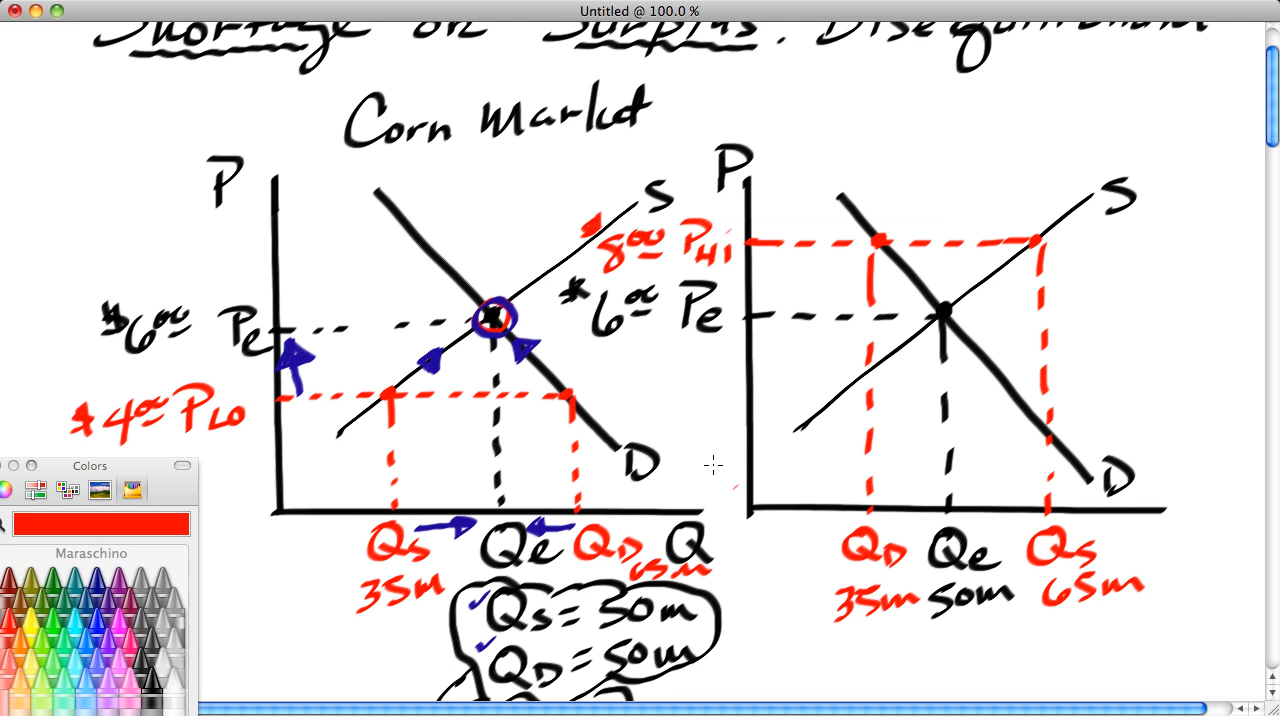 Untitled @ 100.0 %
Shortage or Surplus. Disequilibrium
Corn Market
P
S
$6.00 Pe
$4.00 PLo
D
Qs Qe QD Q
35m 65m
Qs = 50m
QD = 50m
P
S
$8.00 PHi
$6.00 Pe
D
QD Qe Qs
35m 50m 65m
Colors
Maraschino